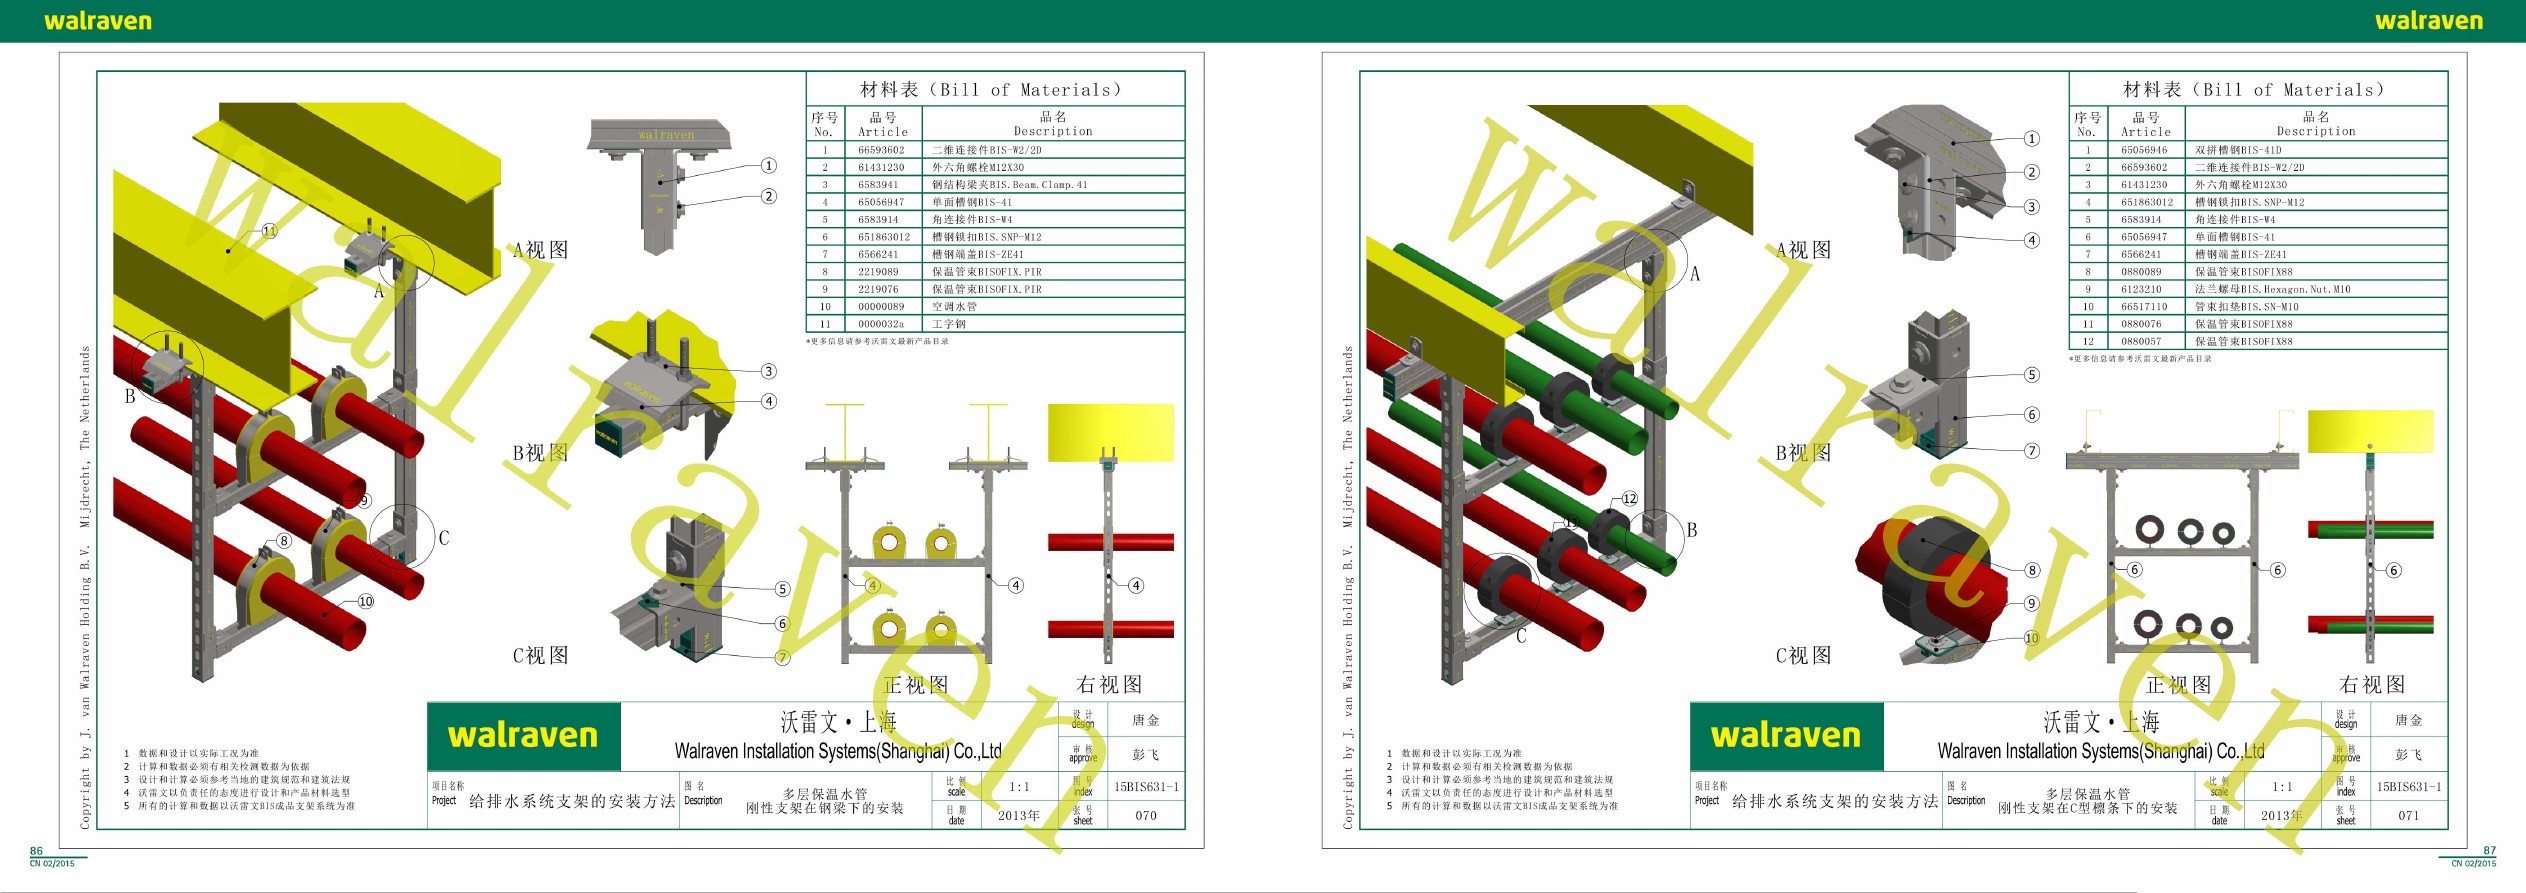 walraven
walraven
材料表（Bill of Materials）
序号 品号 品名
No. Article Description
1 66593602 二维连接件BIS-W2/2D
2 61431230 外六角螺栓M12X30
3 6583941 钢结构梁夹BIS.Beam.Clamp.41
4 65056947 单面槽钢BIS-41
5 6583914 角连接件BIS-W4
6 651863012 槽钢锁扣BIS.SNP-M12
7 6566241 槽钢端盖BIS-ZE41
8 2219089 保温管束BISOFIX.PIR
9 2219076 保温管束BISOFIX.PIR
10 00000089 空调水管
11 0000032a 工字钢
*更多信息请参考沃雷文最新产品目录
walraven
1
2
A视图
11
A
B
3
4
walraven
B视图
9
8
C
10
5
6
7
C视图
4
4
4
正视图
右视图
walraven
Copyright by J. van Walraven Holding B.V. Mijdrecht, The Netherlands
1 数据和设计以实际工况为准
2 计算和数据必须有相关检测数据为依据
3 设计和计算必须参考当地的建筑规范和建筑法规
4 沃雷文以负责任的态度进行设计和产品材料选型
5 所有的计算和数据以沃雷文BIS成品支架系统为准
walraven
沃雷文·上海
Walraven Installation Systems(Shanghai) Co.,Ltd
设计 design 唐金
审核 approve 彭飞
项目名称 Project 给排水系统支架的安装方法
图名 Description 多层保温水管
刚性支架在钢梁下的安装
比例 scale 1:1
图号 index 15BIS631-1
日期 date 2013年
张号 sheet 070
86
CN 02/2015
材料表（Bill of Materials）
序号 品号 品名
No. Article Description
1 65056946 双拼槽钢BIS-41D
2 66593602 二维连接件BIS-W2/2D
3 61431230 外六角螺栓M12X30
4 651863012 槽钢锁扣BIS.SNP-M12
5 6583914 角连接件BIS-W4
6 65056947 单面槽钢BIS-41
7 6566241 槽钢端盖BIS-ZE41
8 0880089 保温管束BISOFIX88
9 6123210 法兰螺母BIS.Hexagon.Nut.M10
10 66517110 管束扣垫BIS.SN-M10
11 0880076 保温管束BISOFIX88
12 0880057 保温管束BISOFIX88
*更多信息请参考沃雷文最新产品目录
1
2
3
4
A视图
A
5
6
7
B视图
12
11
B
C
8
9
10
C视图
6
6
6
正视图
右视图
walraven
Copyright by J. van Walraven Holding B.V. Mijdrecht, The Netherlands
1 数据和设计以实际工况为准
2 计算和数据必须有相关检测数据为依据
3 设计和计算必须参考当地的建筑规范和建筑法规
4 沃雷文以负责任的态度进行设计和产品材料选型
5 所有的计算和数据以沃雷文BIS成品支架系统为准
walraven
沃雷文·上海
Walraven Installation Systems(Shanghai) Co.,Ltd
设计 design 唐金
审核 approve 彭飞
项目名称 Project 给排水系统支架的安装方法
图名 Description 多层保温水管
刚性支架在C型檩条下的安装
比例 scale 1:1
图号 index 15BIS631-1
日期 date 2013年
张号 sheet 071
87
CN 02/2015